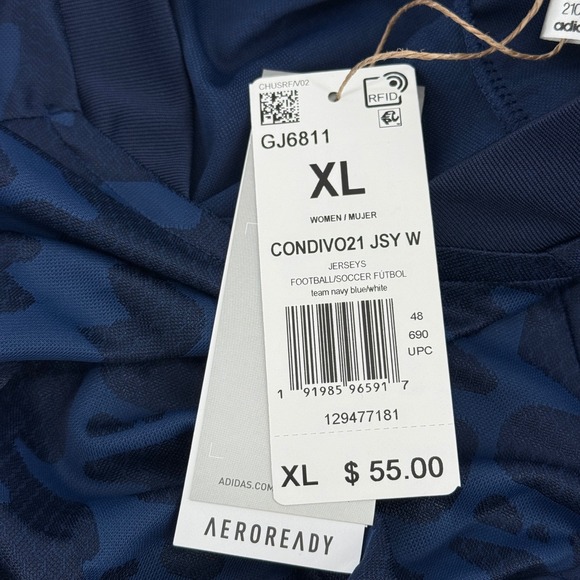 210
CHUSRF/V02
RFID
GJ6811
XL
WOMEN / MUJER
CONDIVO21 JSY W
JERSEYS
FOOTBALL/SOCCER FÚTBOL
team navy blue/white
48
690
UPC
1 91985 96591 7
129477181
XL $ 55.00
ADIDAS.COM
AEROREADY